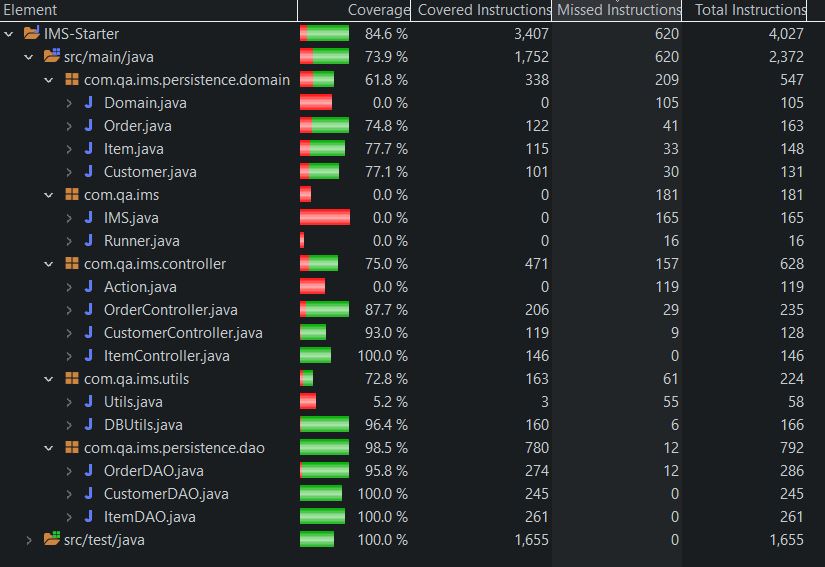 Element Coverage Covered Instructions Missed Instructions Total Instructions
IMS-Starter 84.6 % 3,407 620 4,027
src/main/java 73.9 % 1,752 620 2,372
com.qa.ims.persistence.domain 61.8 % 338 209 547
Domain.java 0.0 % 0 105 105
Order.java 74.8 % 122 41 163
Item.java 77.7 % 115 33 148
Customer.java 77.1 % 101 30 131
com.qa.ims 0.0 % 0 181 181
IMS.java 0.0 % 0 165 165
Runner.java 0.0 % 0 16 16
com.qa.ims.controller 75.0 % 471 157 628
Action.java 0.0 % 0 119 119
OrderController.java 87.7 % 206 29 235
CustomerController.java 93.0 % 119 9 128
ItemController.java 100.0 % 146 0 146
com.qa.ims.utils 72.8 % 163 61 224
Utils.java 5.2 % 3 55 58
DBUtils.java 96.4 % 160 6 166
com.qa.ims.persistence.dao 98.5 % 780 12 792
OrderDAO.java 95.8 % 274 12 286
CustomerDAO.java 100.0 % 245 0 245
ItemDAO.java 100.0 % 261 0 261
src/test/java 100.0 % 1,655 0 1,655